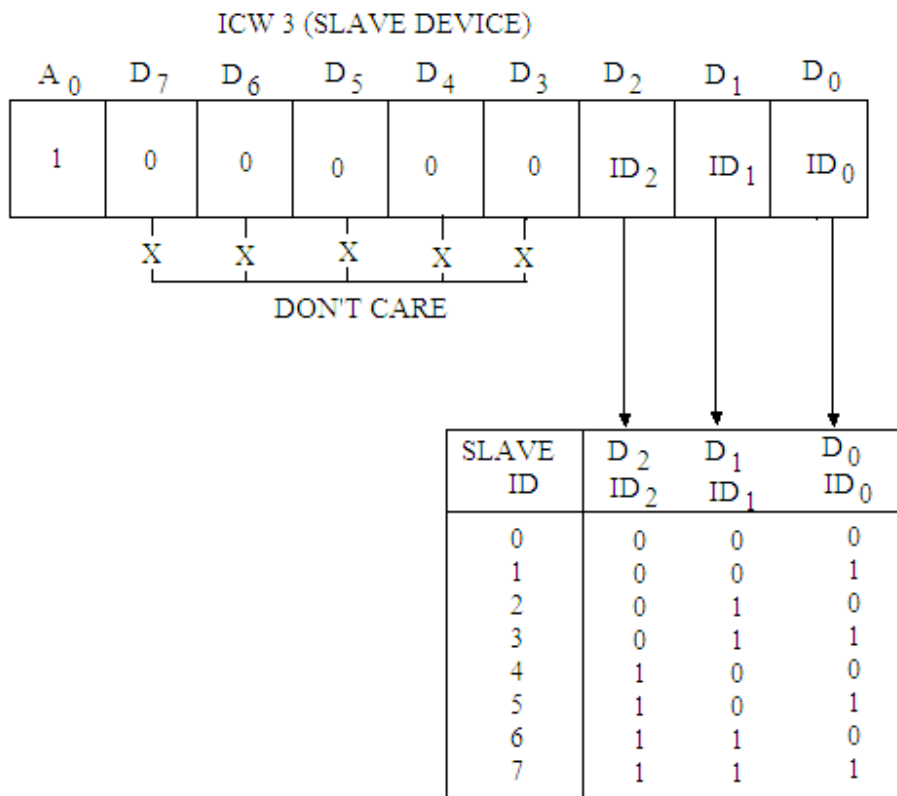 ICW 3 (SLAVE DEVICE)
A0 D7 D6 D5 D4 D3 D2 D1 D0
1 0 0 0 0 0 ID2 ID1 ID0
X X X X X
DON'T CARE
SLAVE ID D2 ID2 D1 ID1 D0 ID0
0 0 0 0
1 0 0 1
2 0 1 0
3 0 1 1
4 1 0 0
5 1 0 1
6 1 1 0
7 1 1 1